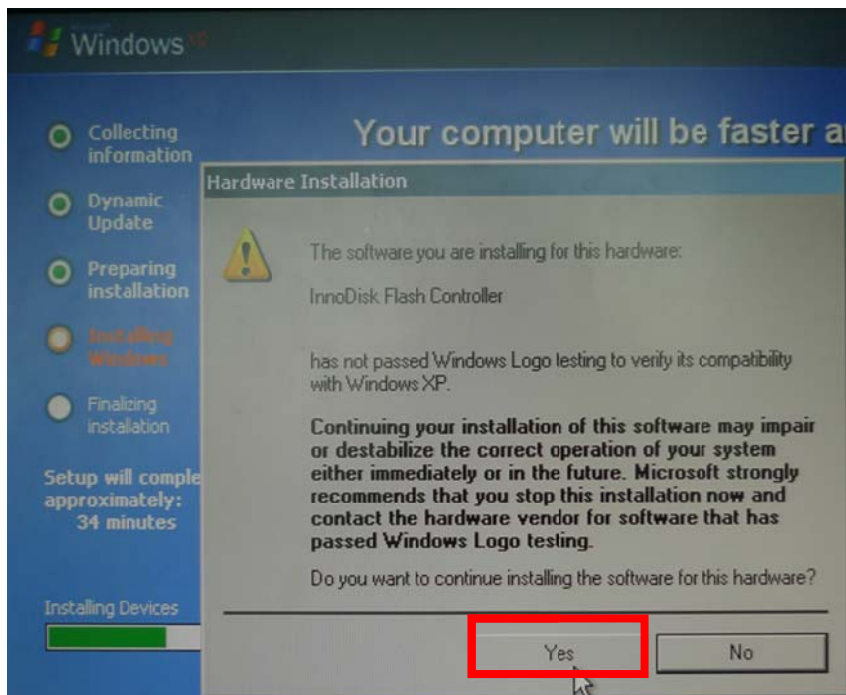 Microsoft
Windows xp
Collecting
information
Dynamic
Update
Preparing
installation
Installing
Windows
Finalizing
installation
Setup will comple
approximately:
34 minutes
Installing Devices
Your computer will be faster a
Hardware Installation
The software you are installing for this hardware:
InnoDisk Flash Controller
has not passed Windows Logo testing to verify its compatibility
with Windows XP.
Continuing your installation of this software may impair
or destabilize the correct operation of your system
either immediately or in the future. Microsoft strongly
recommends that you stop this installation now and
contact the hardware vendor for software that has
passed Windows Logo testing.
Do you want to continue installing the software for this hardware?
Yes
No